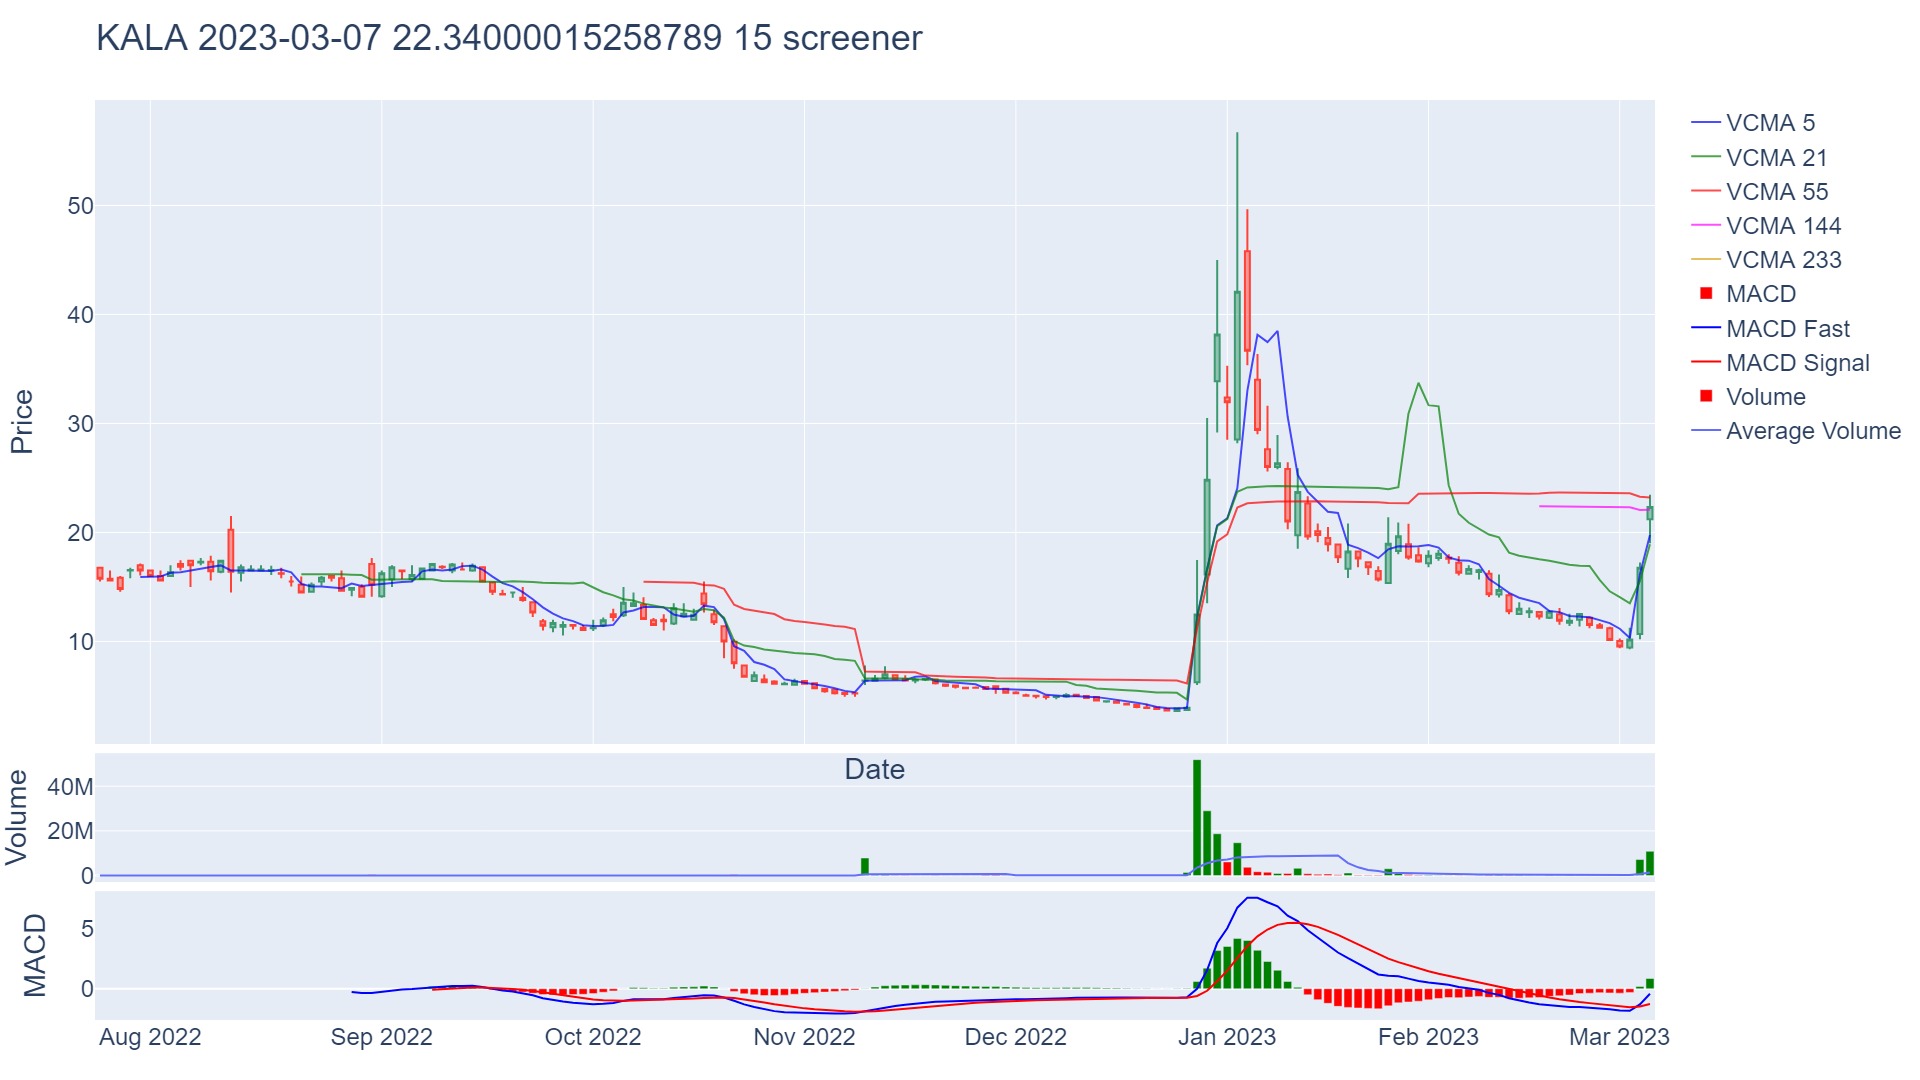 KALA 2023-03-07 22.34000015258789 15 screener
VCMA 5
VCMA 21
VCMA 55
VCMA 144
VCMA 233
MACD
MACD Fast
MACD Signal
Volume
Average Volume
Price
50
40
30
20
10
Date
Volume
40M
20M
0
MACD
5
0
Aug 2022
Sep 2022
Oct 2022
Nov 2022
Dec 2022
Jan 2023
Feb 2023
Mar 2023